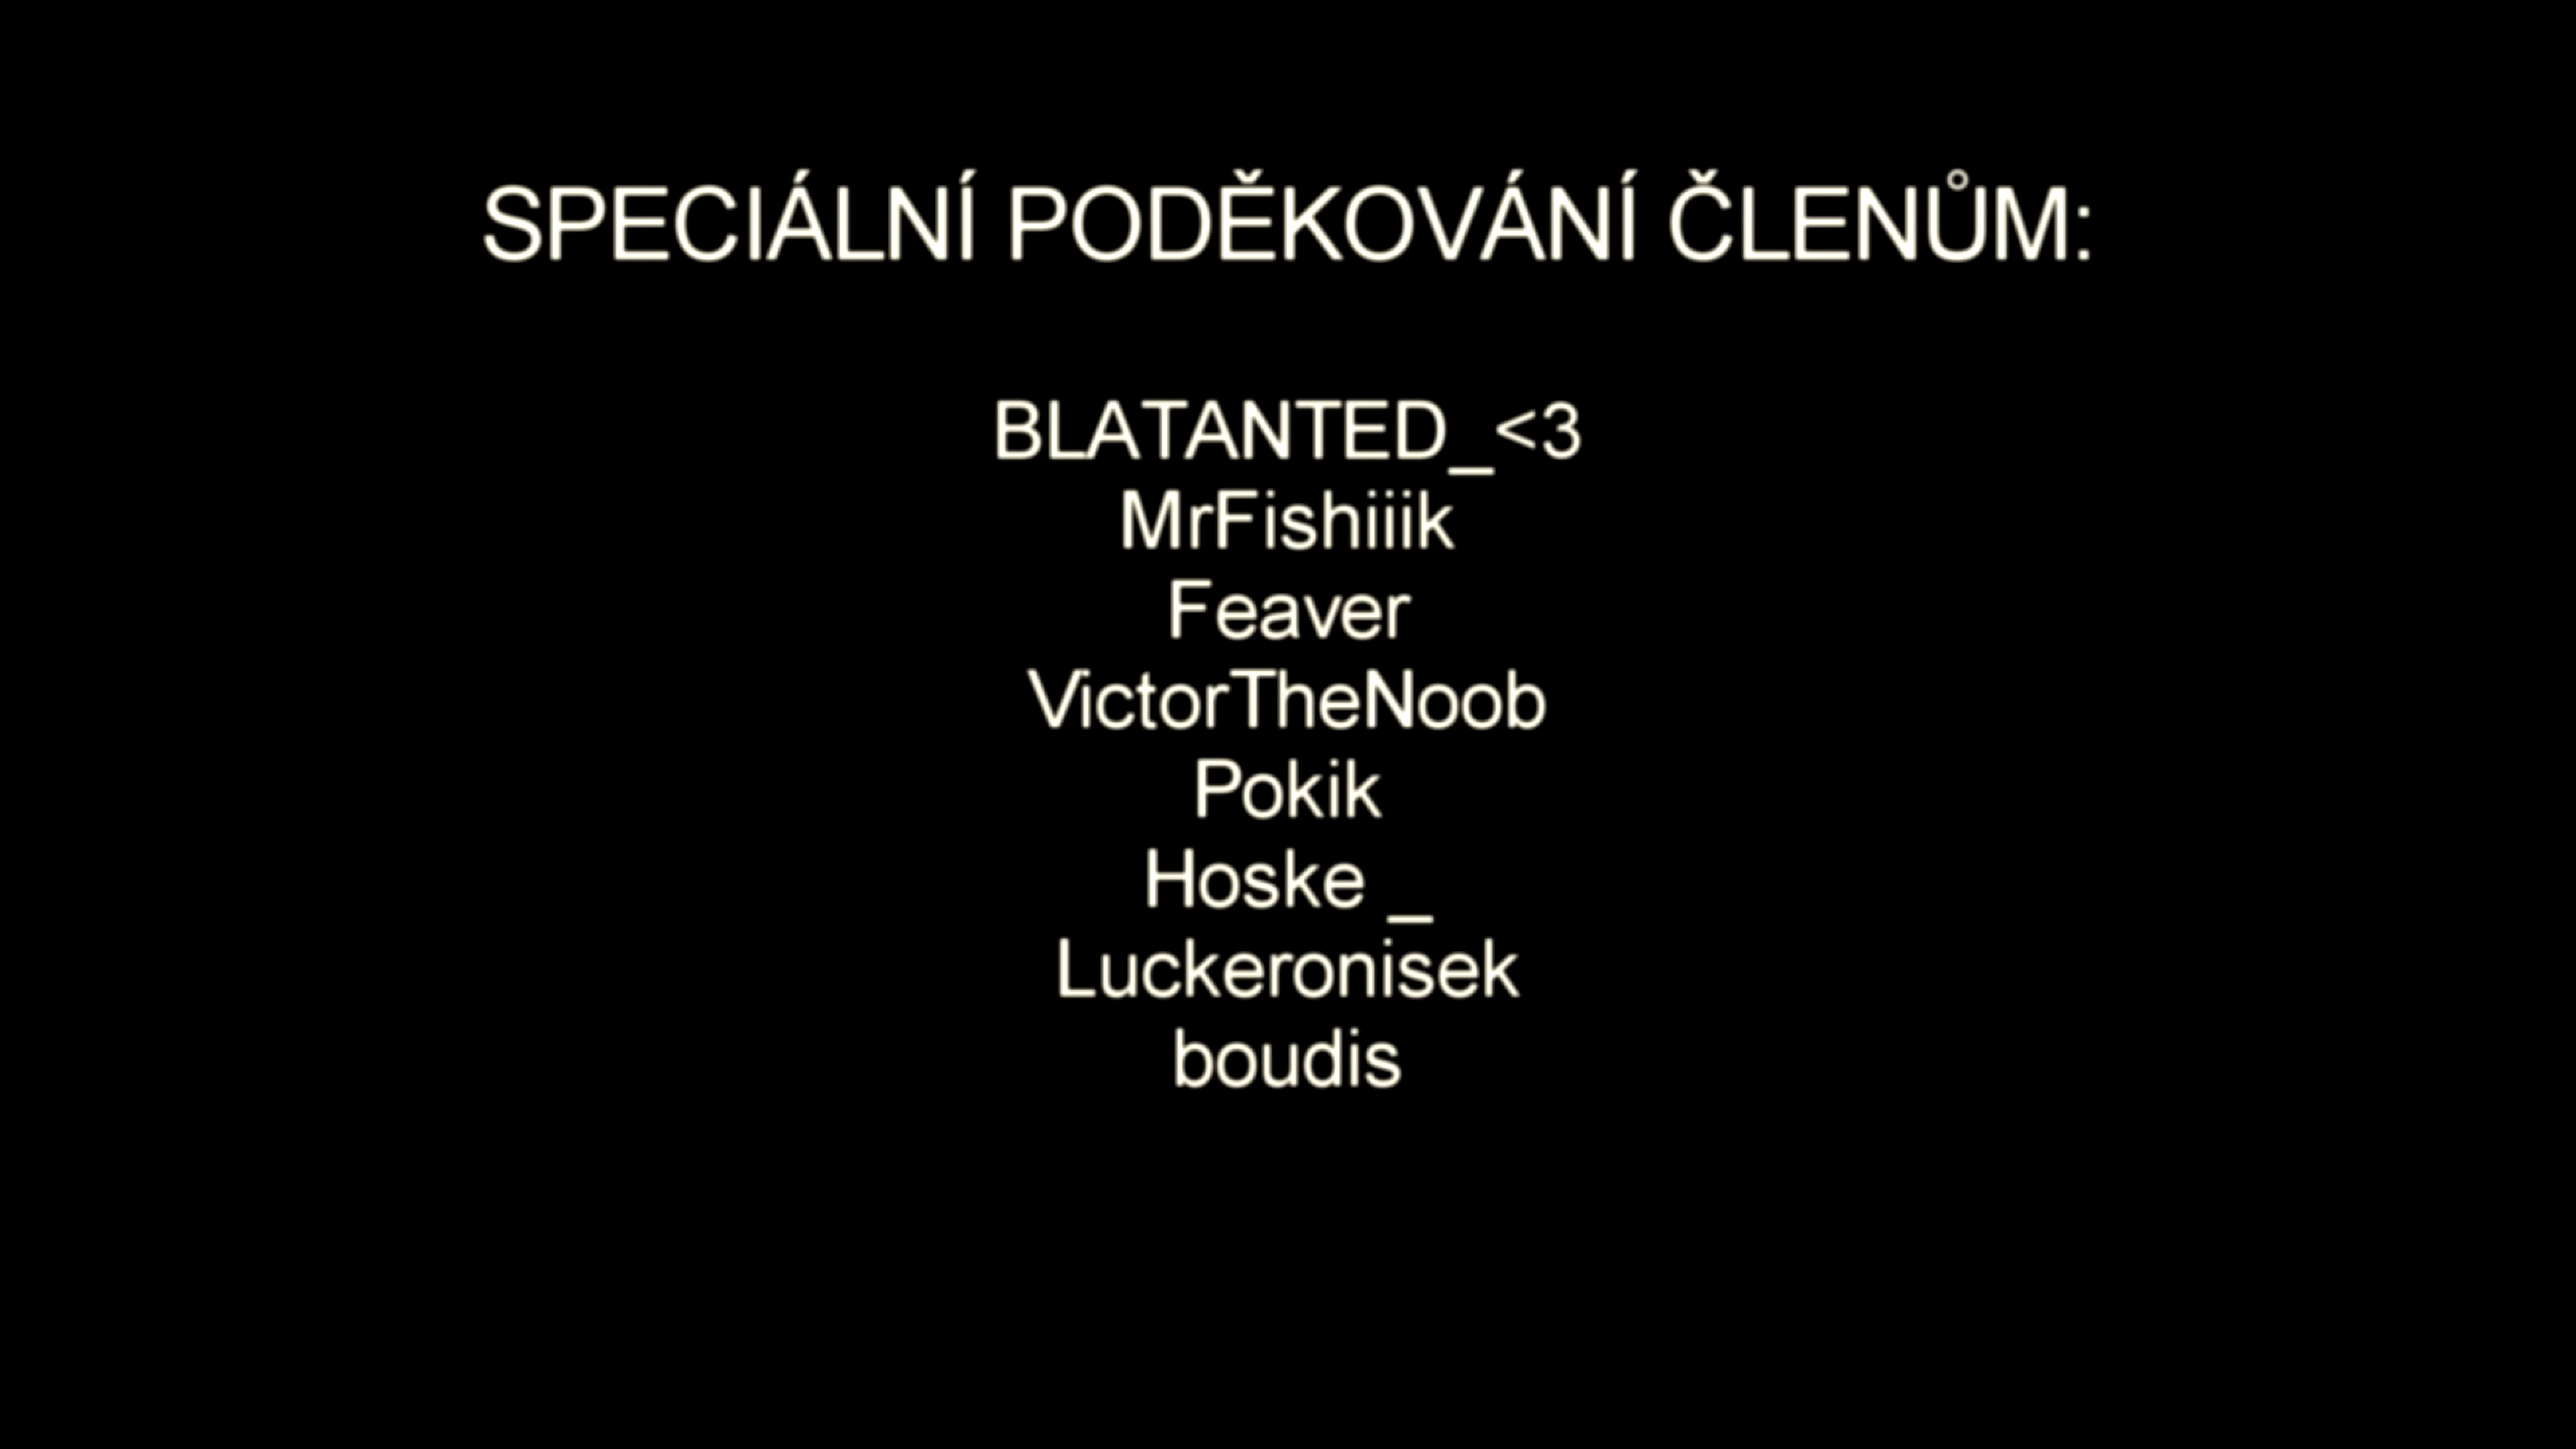 SPECIÁLNÍ PODĚKOVÁNÍ ČLENŮM:
BLATANTED_<3
MrFishiiik
Feaver
VictorTheNoob
Pokik
Hoske _
Luckeronisek
boudis